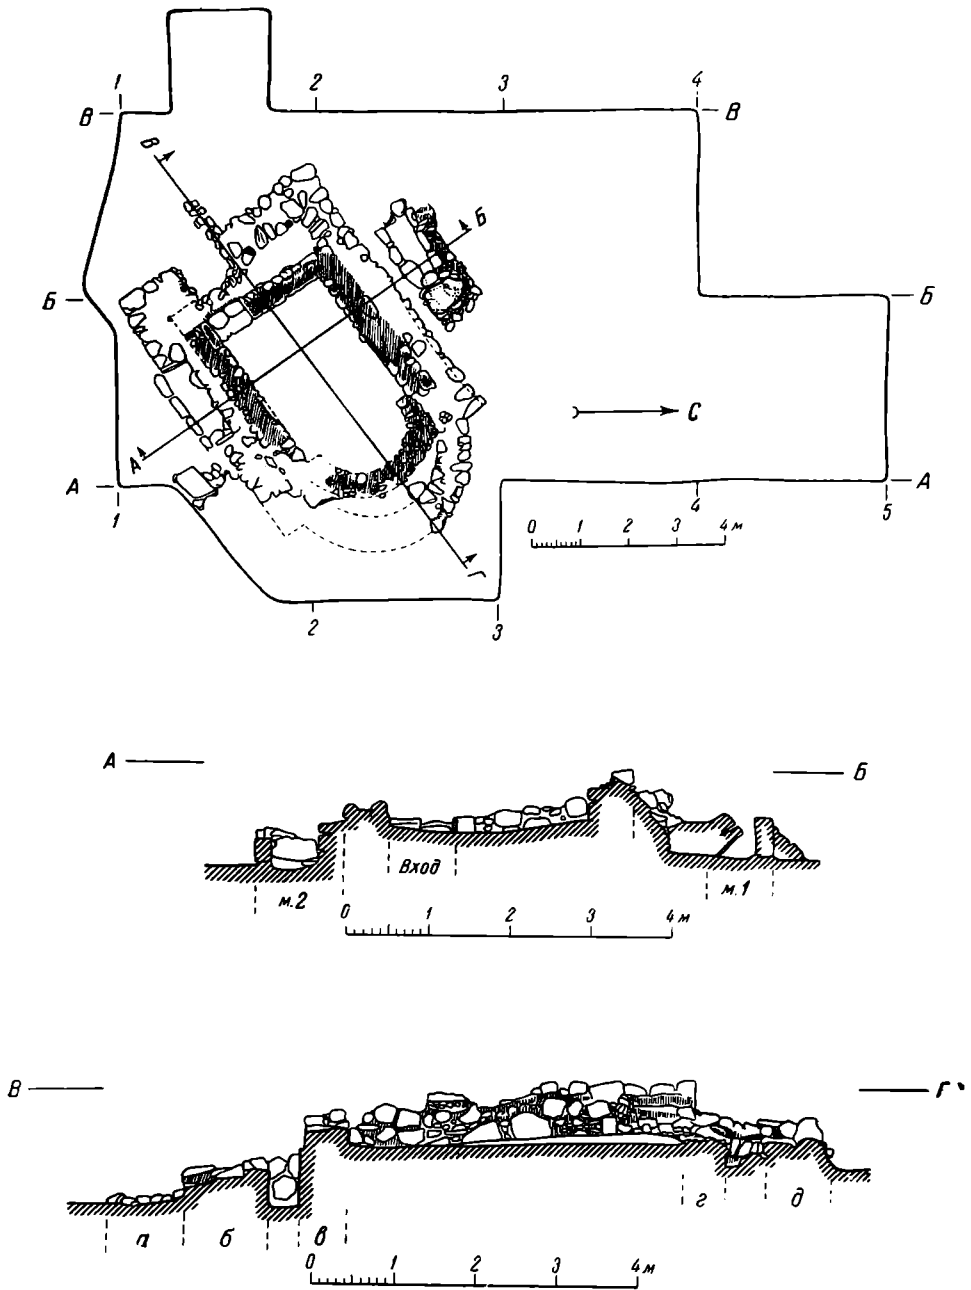 1 2 3 4
В В
В
Б
Б Б
С
А
А А
1 4 5
0 1 2 3 4 м
Г
2 3
А Б
Вход
м.2 м.1
0 1 2 3 4 м
В Г
а б в г д
0 1 2 3 4 м